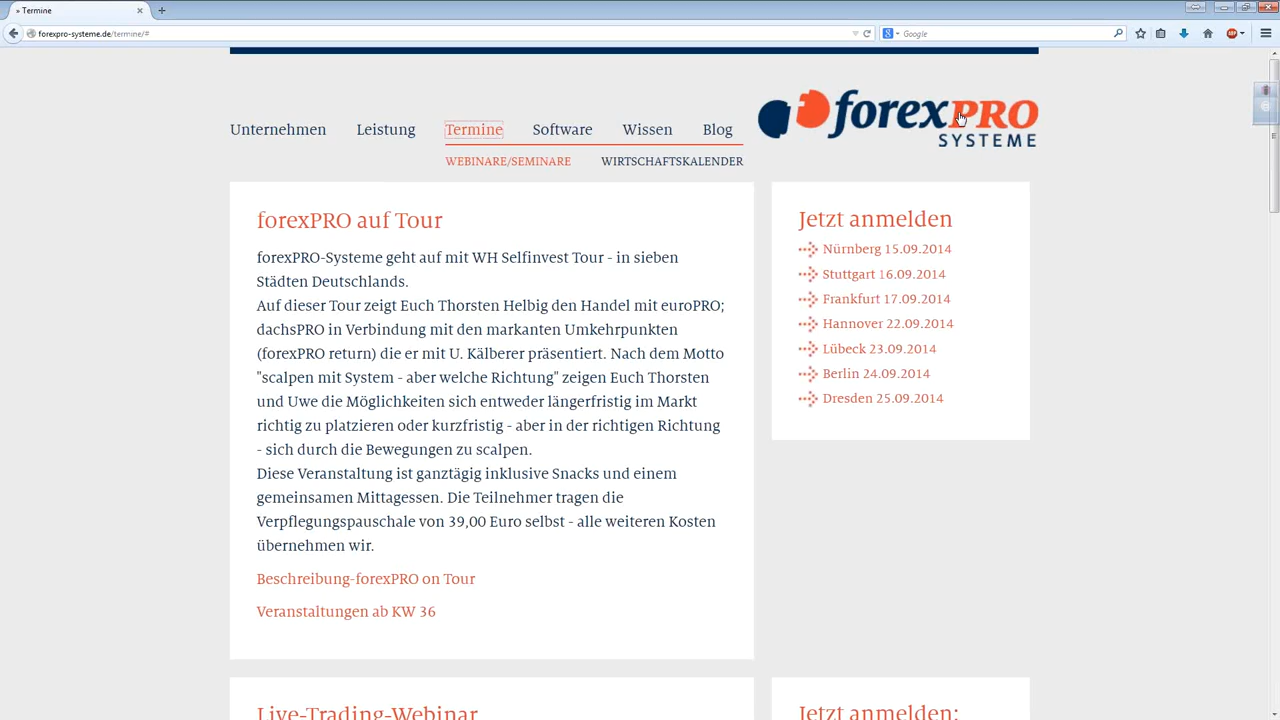 » Termine
forexpro-systeme.de/termine/#
Google
Unternehmen
Leistung
Termine
Software
Wissen
Blog
forexPRO
SYSTEME
WEBINARE/SEMINARE
WIRTSCHAFTSKALENDER
forexPRO auf Tour
forexPRO-Systeme geht auf mit WH Selfinvest Tour - in sieben
Städten Deutschlands.
Auf dieser Tour zeigt Euch Thorsten Helbig den Handel mit euroPRO;
dachsPRO in Verbindung mit den markanten Umkehrpunkten
(forexPRO return) die er mit U. Kälberer präsentiert. Nach dem Motto
"scalpen mit System - aber welche Richtung" zeigen Euch Thorsten
und Uwe die Möglichkeiten sich entweder längerfristig im Markt
richtig zu platzieren oder kurzfristig - aber in der richtigen Richtung
- sich durch die Bewegungen zu scalpen.
Diese Veranstaltung ist ganztägig inklusive Snacks und einem
gemeinsamen Mittagessen. Die Teilnehmer tragen die
Verpflegungspauschale von 39,00 Euro selbst - alle weiteren Kosten
übernehmen wir.
Beschreibung-forexPRO on Tour
Veranstaltungen ab KW 36
Jetzt anmelden
Nürnberg 15.09.2014
Stuttgart 16.09.2014
Frankfurt 17.09.2014
Hannover 22.09.2014
Lübeck 23.09.2014
Berlin 24.09.2014
Dresden 25.09.2014
Live-Trading-Webinar
Jetzt anmelden: